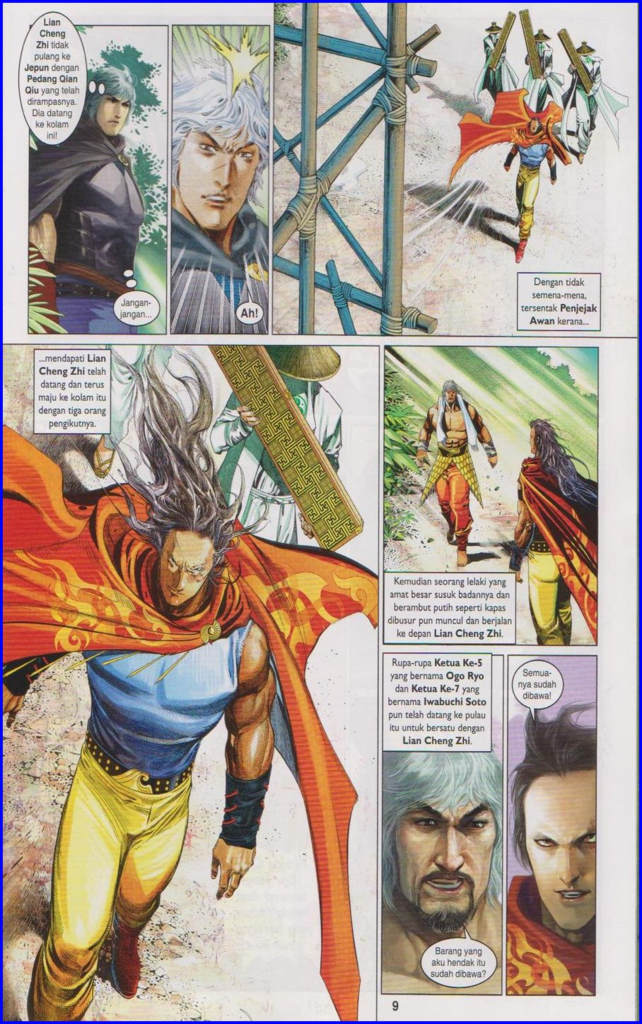 Lian
Cheng
Zhi tidak
pulang ke
Jepun dengan
Pedang Qian
Qiu yang telah
dirampasnya.
Dia datang
ke kolam
ini!
Jangan-
jangan...
Ah!
Dengan tidak
semena-mena,
tersentak Penjejak
Awan kerana...
...mendapati Lian
Cheng Zhi telah
datang dan terus
maju ke kolam itu
dengan tiga orang
pengikutnya.
Kemudian seorang lelaki yang
amat besar susuk badannya dan
berambut putih seperti kapas
dibusur pun muncul dan berjalan
ke depan Lian Cheng Zhi.
Rupa-rupa Ketua Ke-5
yang bernama Ogo Ryo
dan Ketua Ke-7 yang
bernama Iwabuchi Soto
pun telah datang ke pulau
itu untuk bersatu dengan
Lian Cheng Zhi.
Barang yang
aku hendak itu
sudah dibawa?
Semua-
nya sudah
dibawa!
9